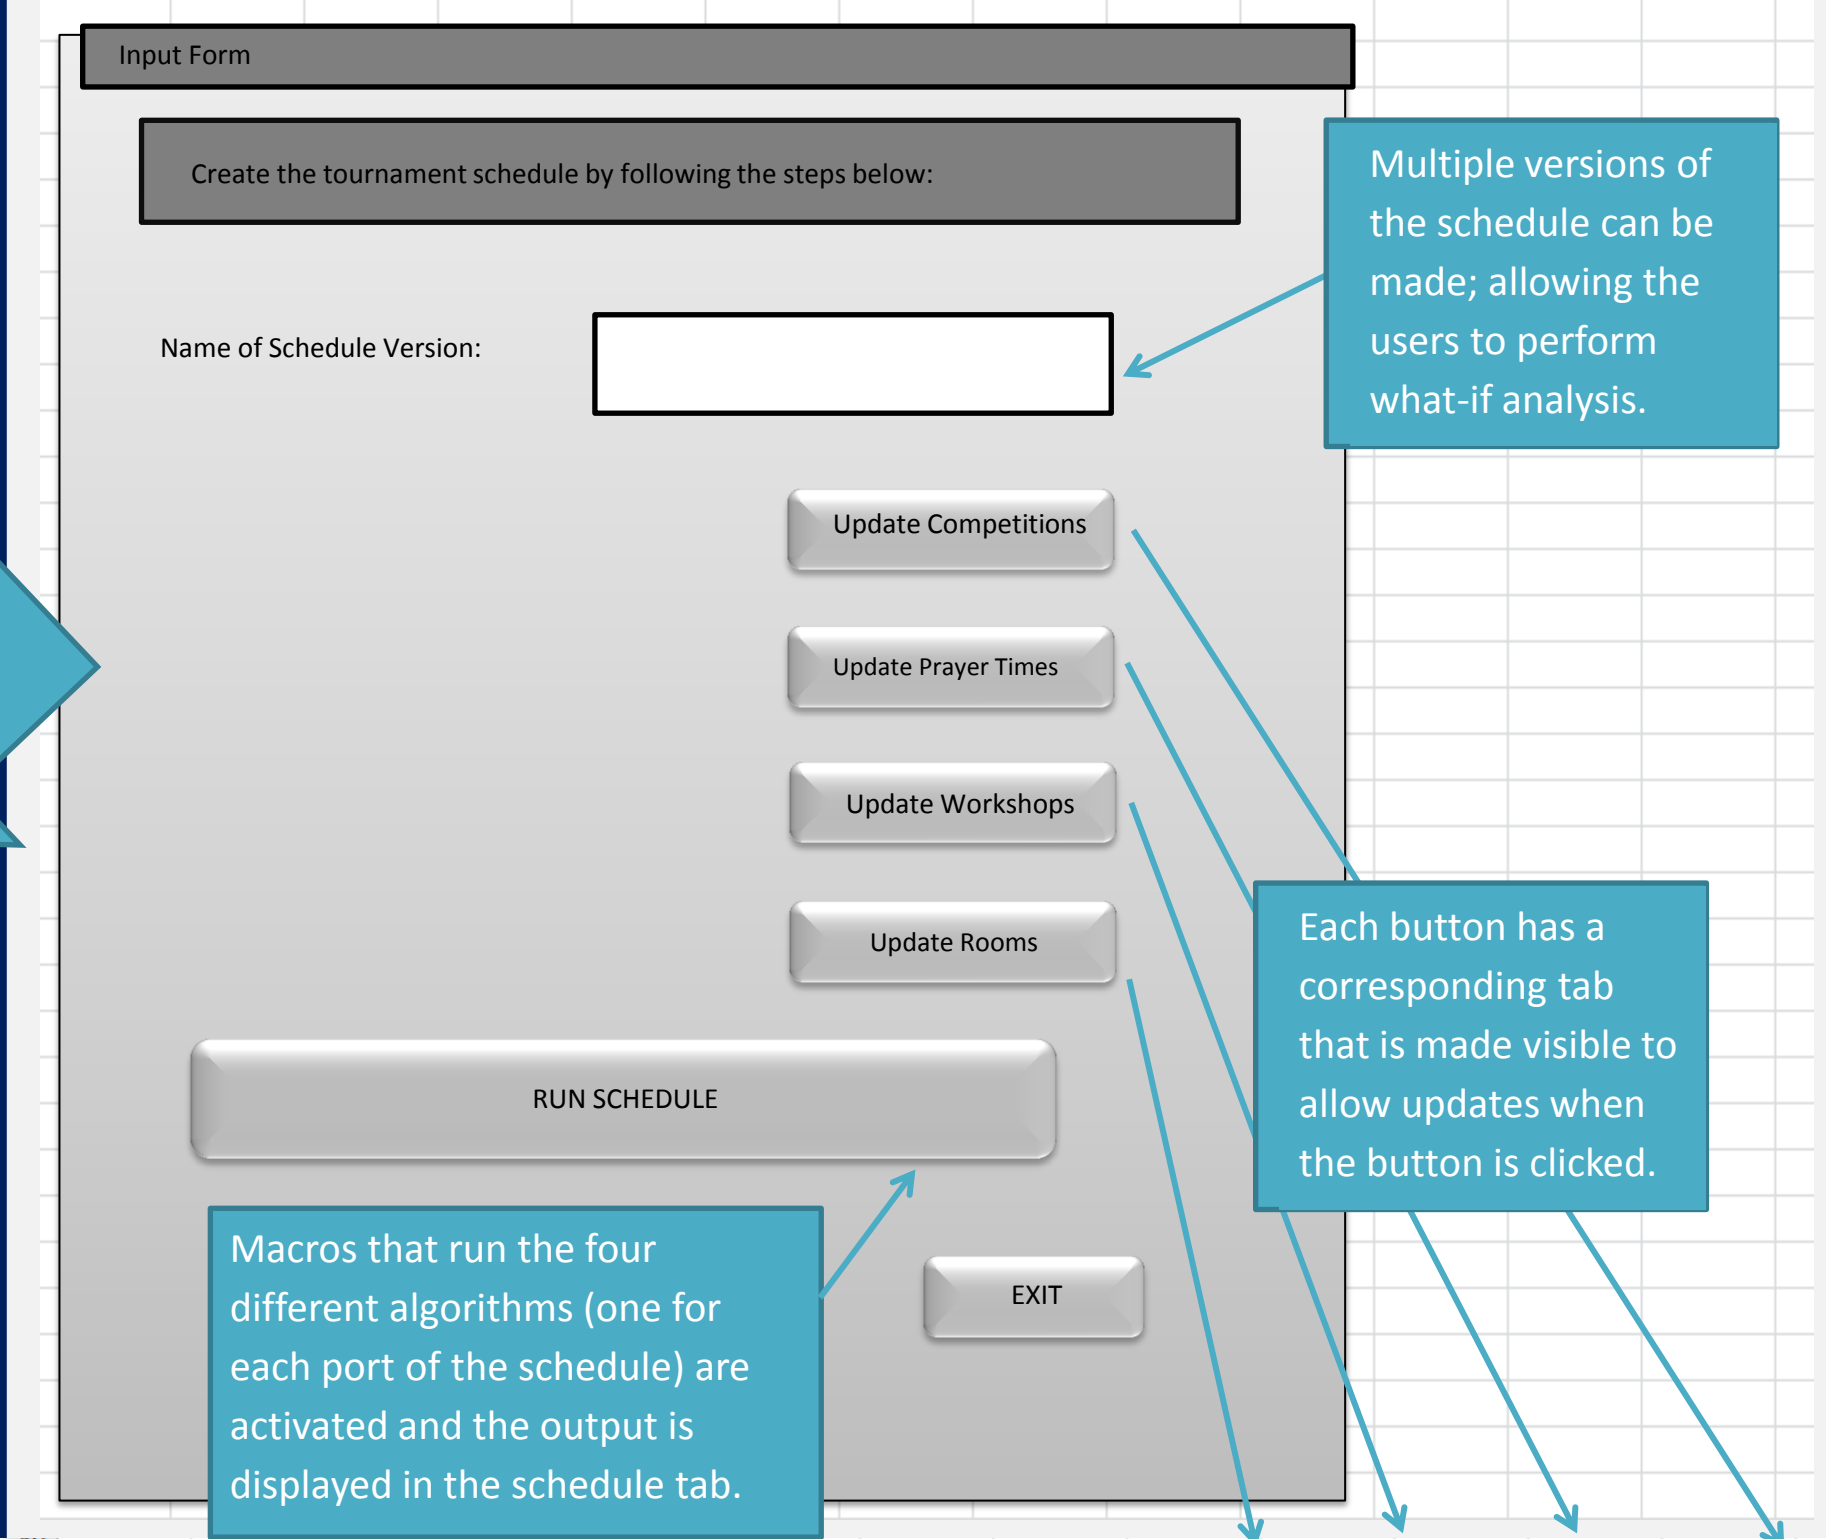 Input Form
Create the tournament schedule by following the steps below:
Multiple versions of
the schedule can be
made; allowing the
users to perform
what-if analysis.
Name of Schedule Version:
Update Competitions
Update Prayer Times
Update Workshops
Update Rooms
Each button has a
corresponding tab
that is made visible to
allow updates when
the button is clicked.
RUN SCHEDULE
Macros that run the four
different algorithms (one for
each port of the schedule) are
activated and the output is
displayed in the schedule tab.
EXIT